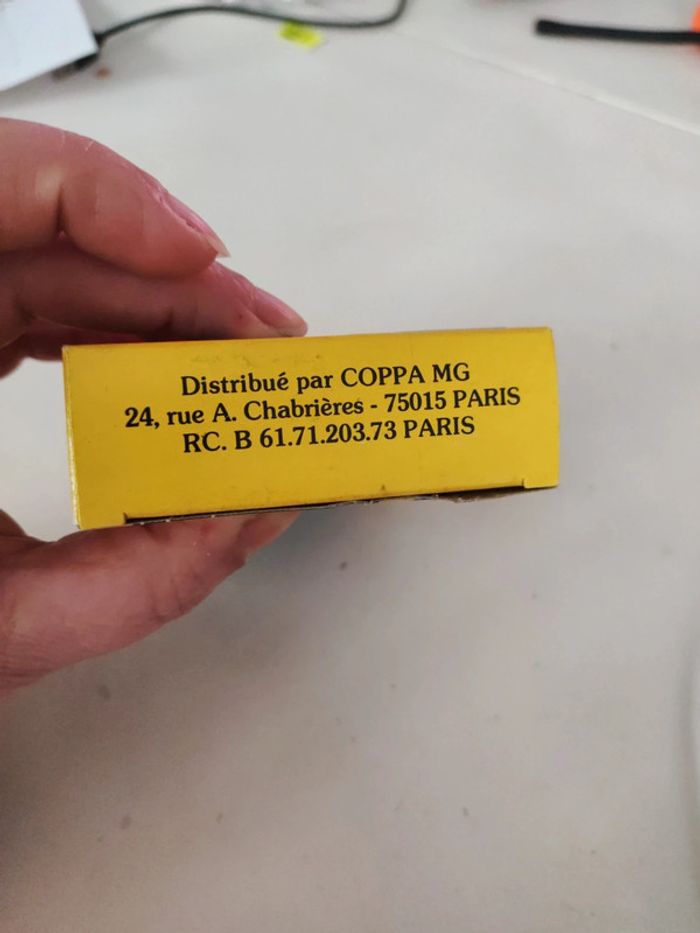 Distribué par COPPA MG
24, rue A. Chabrières - 75015 PARIS
RC. B 61.71.203.73 PARIS